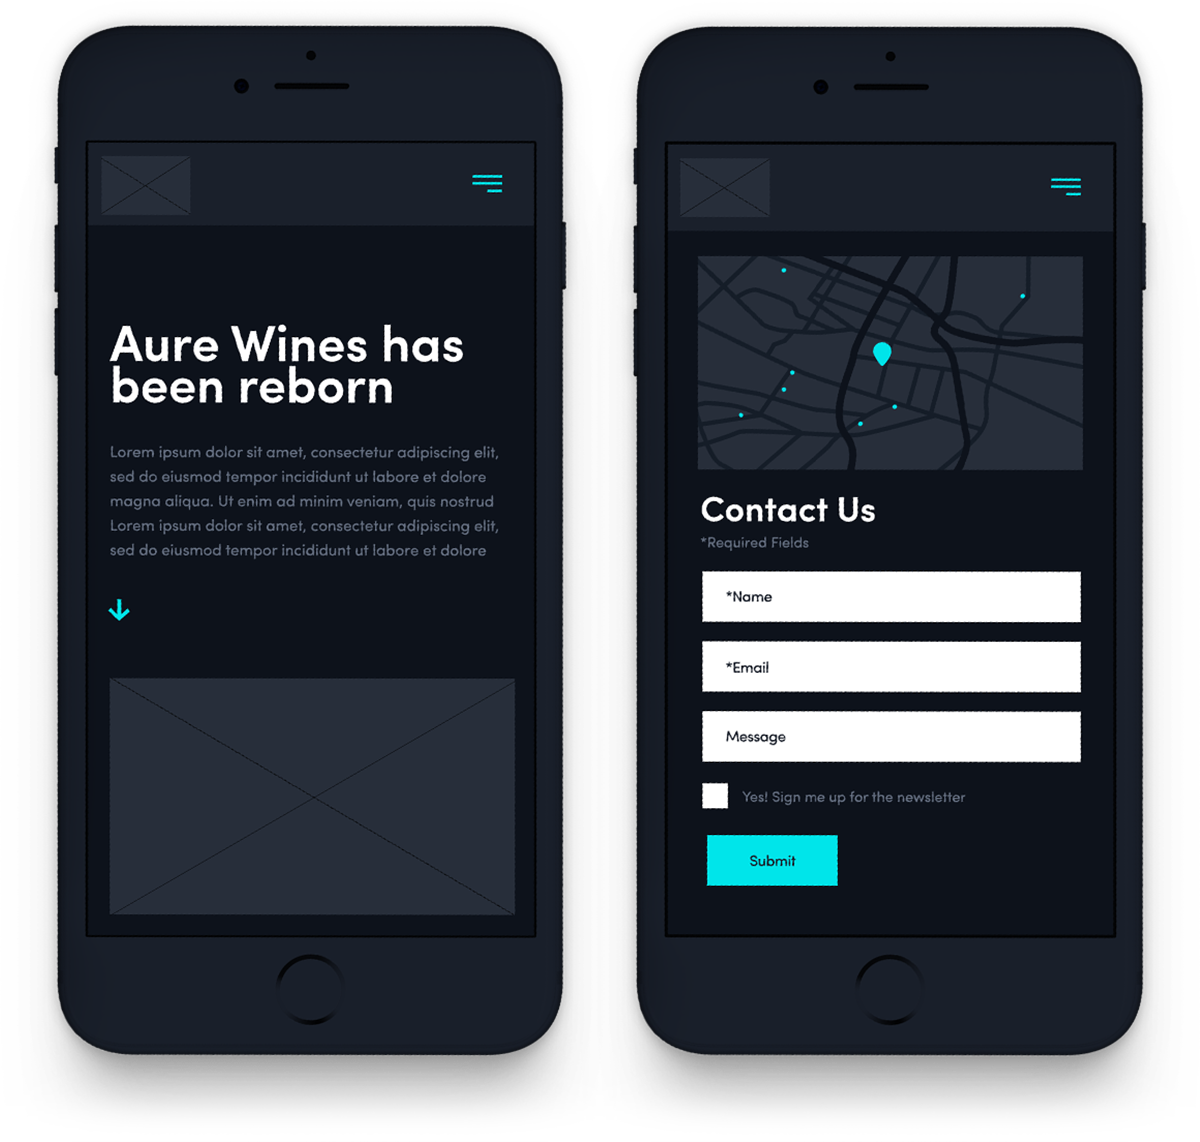 Aure Wines has
been reborn
Lorem ipsum dolor sit amet, consectetur adipiscing elit,
sed do eiusmod tempor incididunt ut labore et dolore
magna aliqua. Ut enim ad minim veniam, quis nostrud
Lorem ipsum dolor sit amet, consectetur adipiscing elit,
sed do eiusmod tempor incididunt ut labore et dolore
Contact Us
*Required Fields
*Name
*Email
Message
Yes! Sign me up for the newsletter
Submit